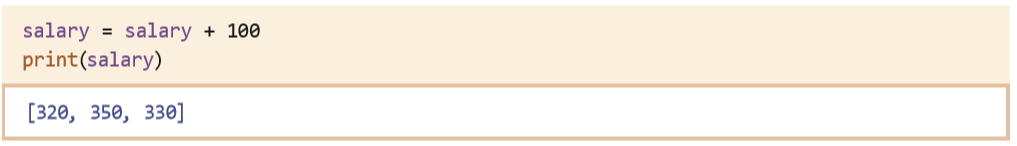 salary = salary + 100
print(salary)
[320, 350, 330]